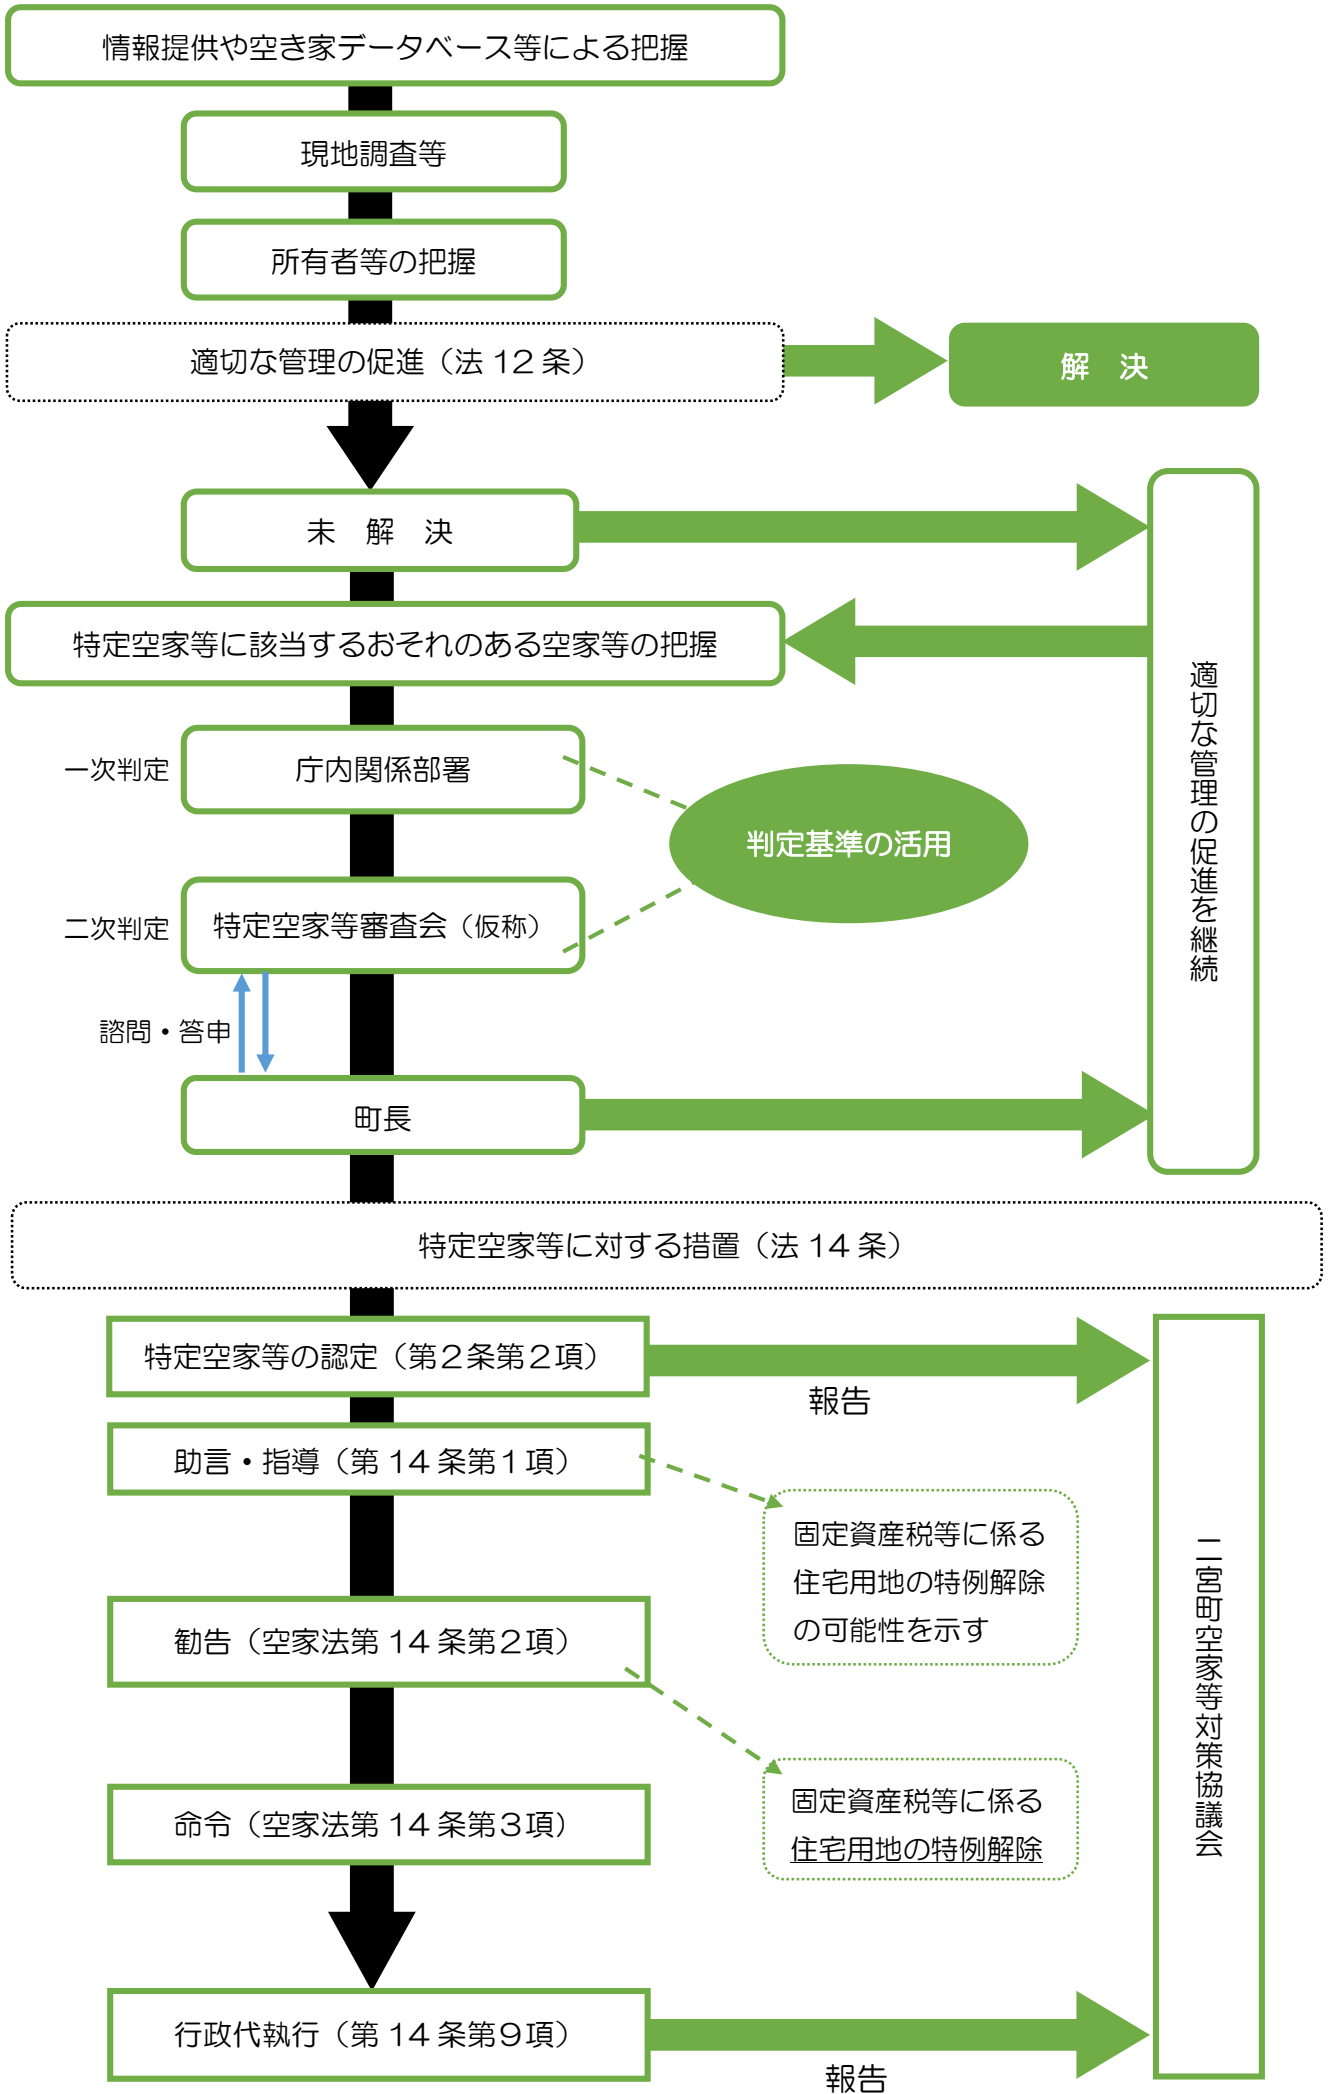 情報提供や空き家データベース等による把握
現地調査等
所有者等の把握
適切な管理の促進（法 12 条）
解　決
未　解　決
特定空家等に該当するおそれのある空家等の把握
適切な管理の促進を継続
一次判定
庁内関係部署
判定基準の活用
二次判定
特定空家等審査会（仮称）
諮問・答申
町長
特定空家等に対する措置（法 14 条）
特定空家等の認定（第２条第２項）
報告
助言・指導（第 14 条第１項）
固定資産税等に係る
住宅用地の特例解除
の可能性を示す
二宮町空家等対策協議会
勧告（空家法第 14 条第２項）
固定資産税等に係る
住宅用地の特例解除
命令（空家法第 14 条第３項）
行政代執行（第 14 条第９項）
報告